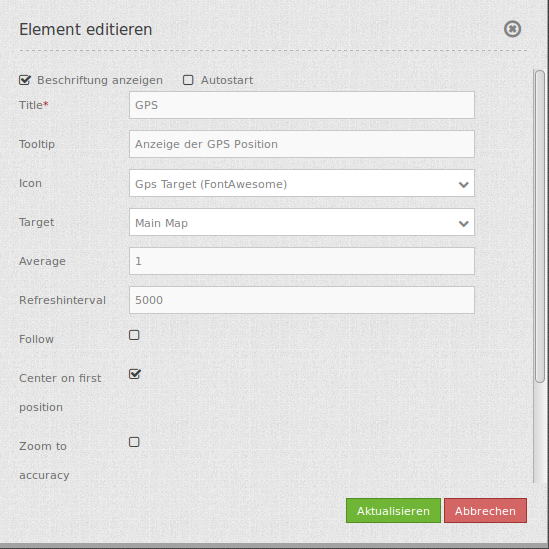 Element editieren
Beschriftung anzeigen Autostart
Title* GPS
Tooltip Anzeige der GPS Position
Icon Gps Target (FontAwesome)
Target Main Map
Average 1
Refreshinterval 5000
Follow
Center on first
position
Zoom to
accuracy
Aktualisieren Abbrechen